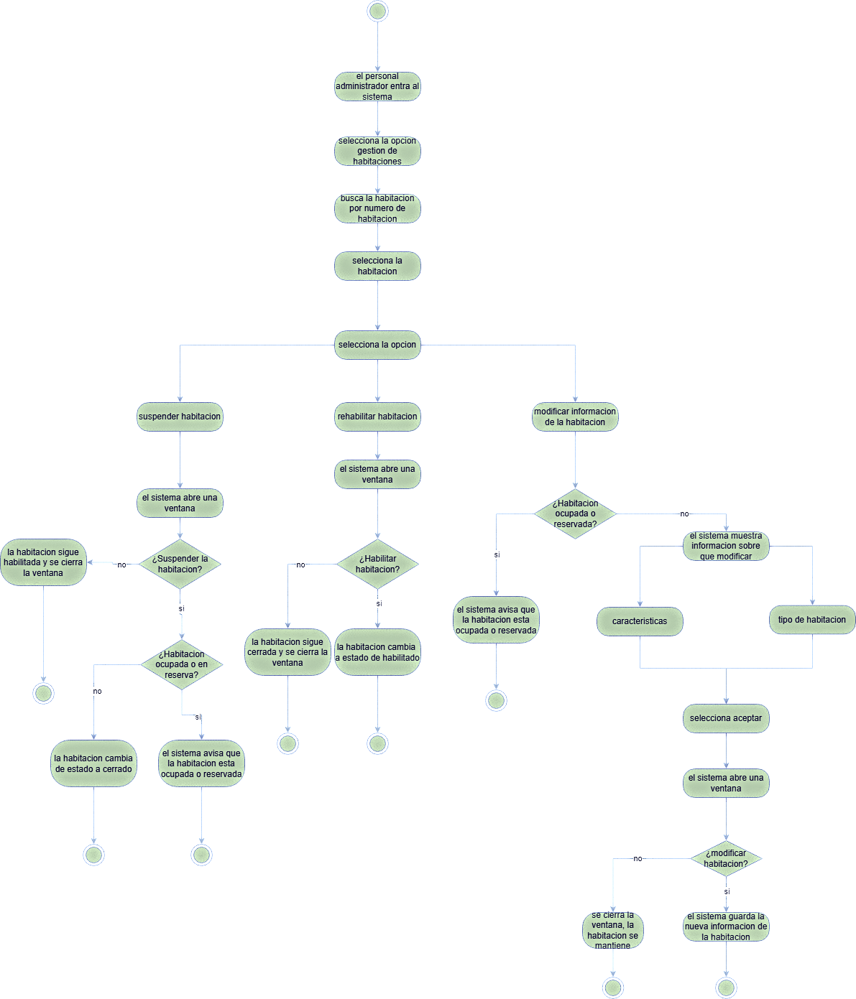 el personal
administrador entra al
sistema
selecciona la opcion
gestion de
habitaciones
busca la habitacion
por numero de
habitacion
selecciona la
habitacion
selecciona la opcion
suspender habitacion
rehabilitar habitacion
modificar informacion
de la habitacion
el sistema abre una
ventana
el sistema abre una
ventana
¿Habitacion
ocupada o
reservada?
no
si
el sistema muestra
informacion sobre
que modificar
la habitacion sigue
habilitada y se cierra
la ventana
no
¿Suspender la
habitacion?
si
no
¿Habilitar
habitacion?
si
el sistema avisa que
la habitacion esta
ocupada o reservada
caracteristicas
tipo de habitacion
¿Habitacion
ocupada o en
reserva?
no
si
la habitacion sigue
cerrada y se cierra la
ventana
la habitacion cambia
a estado de habilitado
la habitacion cambia
de estado a cerrado
el sistema avisa que
la habitacion esta
ocupada o reservada
selecciona aceptar
el sistema abre una
ventana
¿modificar
habitacion?
no
si
se cierra la
ventana, la
habitacion se
mantiene
el sistema guarda la
nueva informacion de
la habitacion